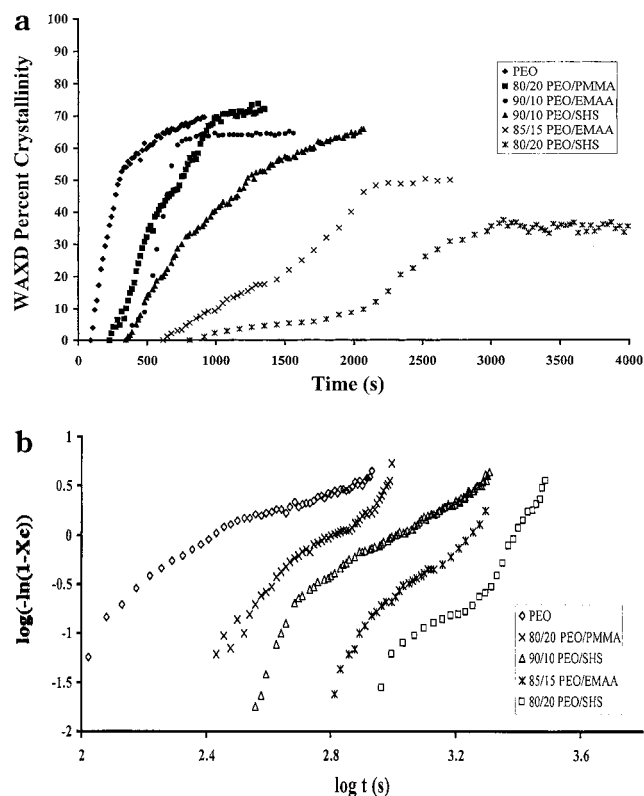 a
100
90
80
70
60
50
40
30
20
10
0
WAXD Percent Crystallinity
PEO
80/20 PEO/PMMA
90/10 PEO/EMAA
90/10 PEO/SHS
85/15 PEO/EMAA
80/20 PEO/SHS
0 500 1000 1500 2000 2500 3000 3500 4000
Time (s)
b
1
0.5
0
-0.5
-1
-1.5
-2
log(-ln(1-Xc))
PEO
80/20 PEO/PMMA
90/10 PEO/SHS
85/15 PEO/EMAA
80/20 PEO/SHS
2 2.4 2.8 3.2 3.6
log t (s)